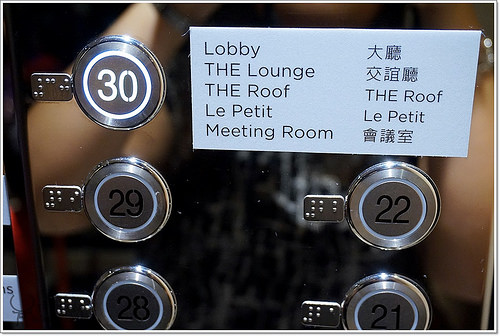 30
Lobby 大廳
THE Lounge 交誼廳
THE Roof THE Roof
Le Petit Le Petit
Meeting Room 會議室
29 22
28 21